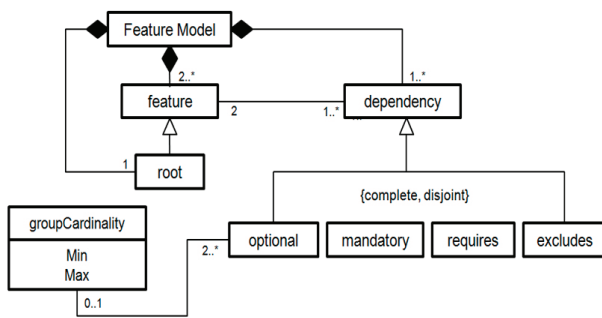 Feature Model
2..*
1..*
feature
2
1..*
dependency
1
root
{complete, disjoint}
groupCardinality
Min
Max
optional
mandatory
requires
excludes
2..*
0..1